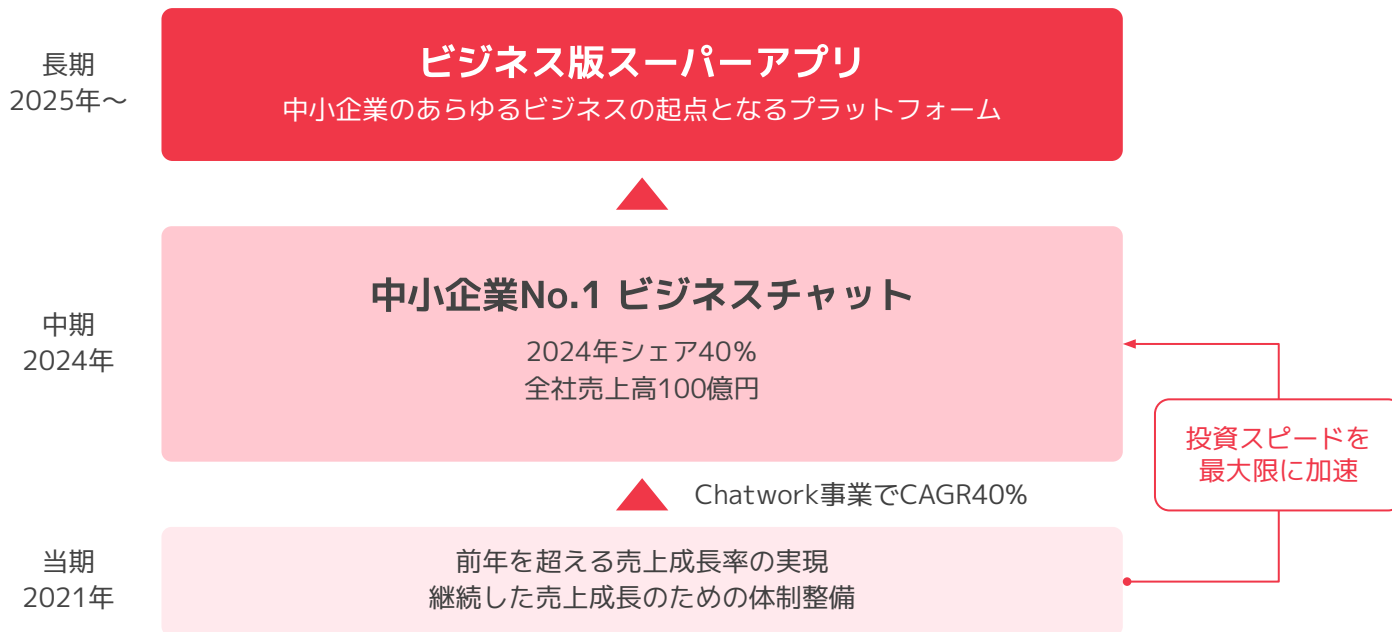 長期
2025年～
ビジネス版スーパーアプリ
中小企業のあらゆるビジネスの起点となるプラットフォーム
中期
2024年
中小企業No.1 ビジネスチャット
2024年シェア40%
全社売上高100億円
投資スピードを
最大限に加速
Chatwork事業でCAGR40%
当期
2021年
前年を超える売上成長率の実現
継続した売上成長のための体制整備